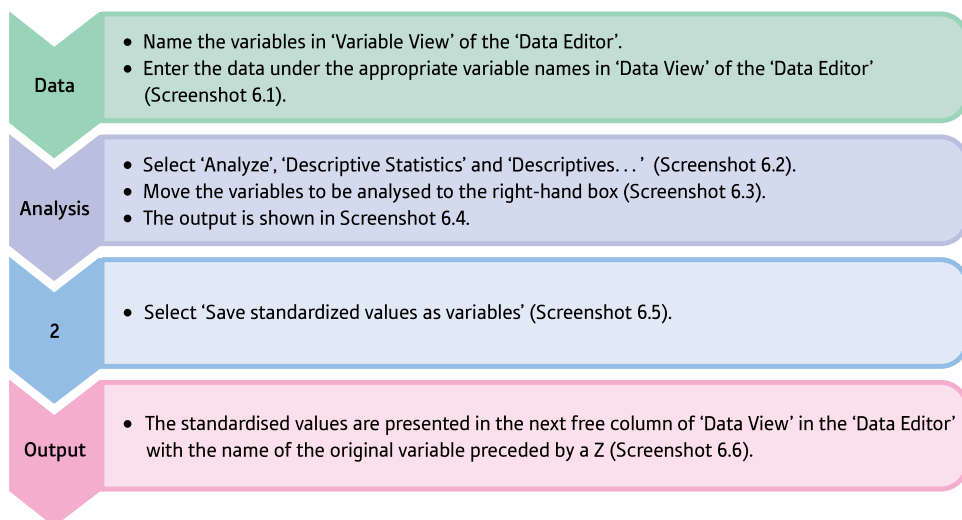 Data
• Name the variables in ‘Variable View’ of the ‘Data Editor’.
• Enter the data under the appropriate variable names in ‘Data View’ of the ‘Data Editor’
(Screenshot 6.1).
Analysis
• Select ‘Analyze’, ‘Descriptive Statistics’ and ‘Descriptives...’ (Screenshot 6.2).
• Move the variables to be analysed to the right-hand box (Screenshot 6.3).
• The output is shown in Screenshot 6.4.
2
• Select ‘Save standardized values as variables’ (Screenshot 6.5).
Output
• The standardised values are presented in the next free column of ‘Data View’ in the ‘Data Editor’
with the name of the original variable preceded by a Z (Screenshot 6.6).